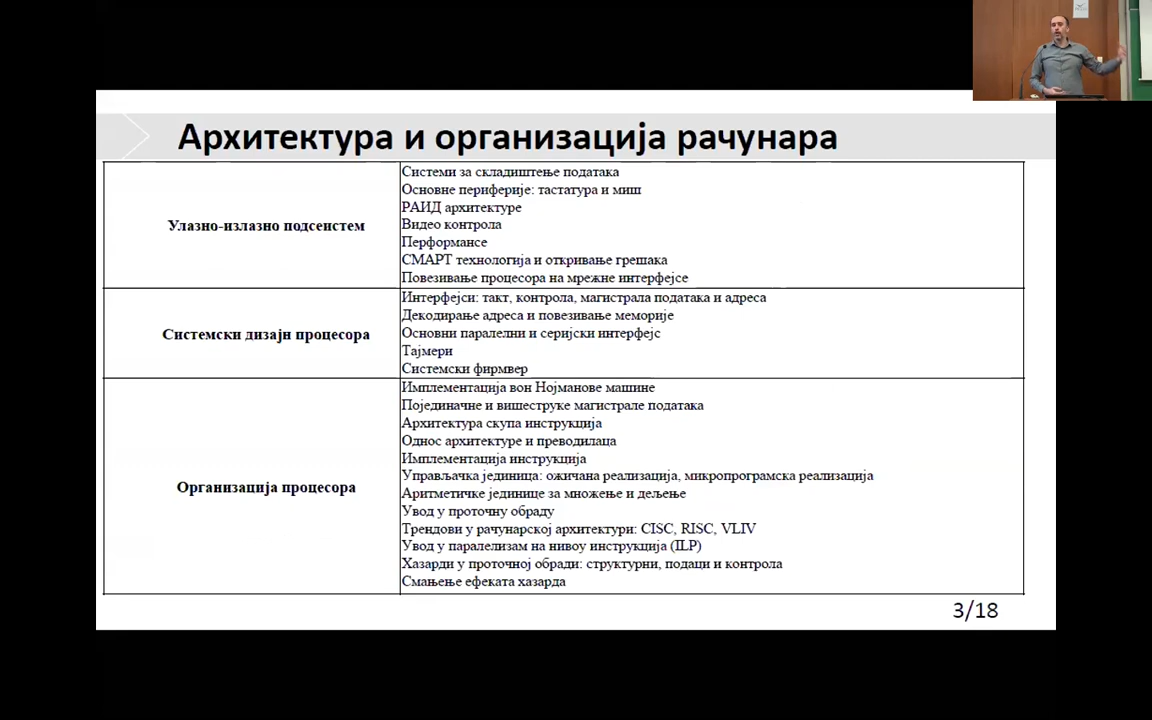 Архитектура и организација рачунара
Улазно-излазно подсеистем
Системи за складиштење података
Основне периферије: тастатура и миш
РАИД архитектуре
Видео контрола
Перформансе
СМАРТ технологија и откривање грешака
Повезивање процесора на мрежне интерфејсе
Системски дизајн процесора
Интерфејси: такт, контрола, магистрала података и адреса
Декодирање адреса и повезивање меморије
Основни паралелни и серијски интерфејс
Тајмери
Системски фирмвер
Организација процесора
Имплементација вон Нојманове машине
Појединачне и вишеструке магистрале података
Архитектура скупа инструкција
Однос архитектуре и преводилаца
Имплементација инструкција
Управљачка јединица: ожичана реализација, микропрограмска реализација
Аритметичке јединице за множење и дељење
Увод у проточну обраду
Трендови у рачунарској архитектури: CISC, RISC, VLIV
Увод у паралелизам на нивоу инструкција (ILP)
Хазарди у проточној обради: структурни, подаци и контрола
Смањење ефеката хазарда
3/18